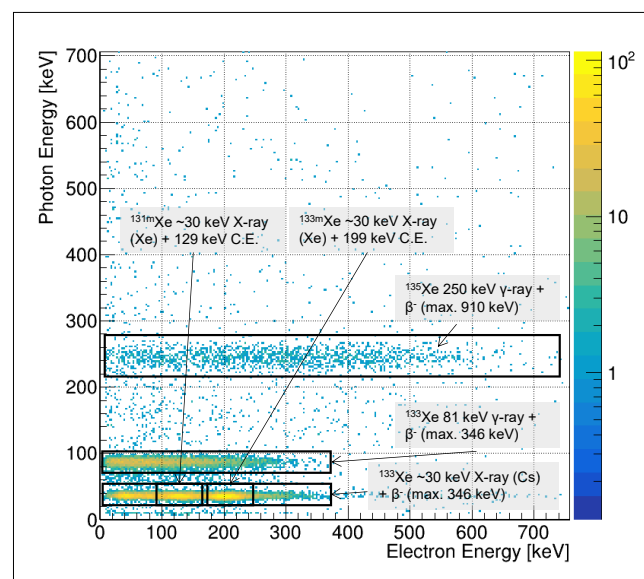 Photon Energy [keV]
700
600
500
400
300
200
100
0
¹³¹ᵐXe ~30 keV X-ray
(Xe) + 129 keV C.E.
¹³³ᵐXe ~30 keV X-ray
(Xe) + 199 keV C.E.
¹³⁵Xe 250 keV γ-ray +
β⁻ (max. 910 keV)
¹³³Xe 81 keV γ-ray +
β⁻ (max. 346 keV)
¹³³Xe ~30 keV X-ray (Cs)
+ β⁻ (max. 346 keV)
0 100 200 300 400 500 600 700
Electron Energy [keV]
10²
10
1